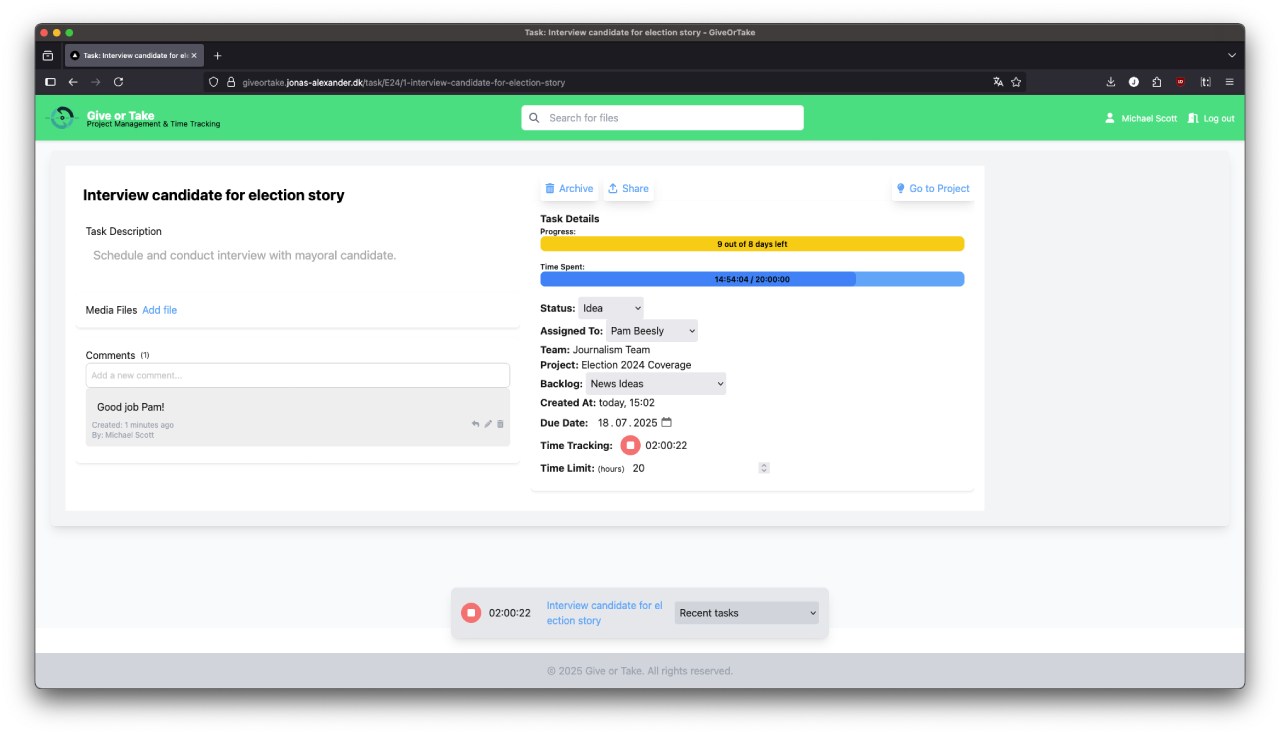 Task: Interview candidate for election story - GiveOrTake
Task: Interview candidate for ele
giveortake.jonas-alexander.dk/task/E24/1-interview-candidate-for-election-story
Give or Take
Project Management & Time Tracking
Search for files
Michael Scott
Log out
Interview candidate for election story
Task Description
Schedule and conduct interview with mayoral candidate.
Media Files Add file
Comments (1)
Add a new comment...
Good job Pam!
Created: 1 minutes ago
By: Michael Scott
Archive
Share
Go to Project
Task Details
Progress:
9 out of 8 days left
Time Spent:
14:54:04 / 20:00:00
Status: Idea
Assigned To: Pam Beesly
Team: Journalism Team
Project: Election 2024 Coverage
Backlog: News Ideas
Created At: today, 15:02
Due Date: 18.07.2025
Time Tracking: 02:00:22
Time Limit: (hours) 20
02:00:22
Interview candidate for el
ection story
Recent tasks
© 2025 Give or Take. All rights reserved.